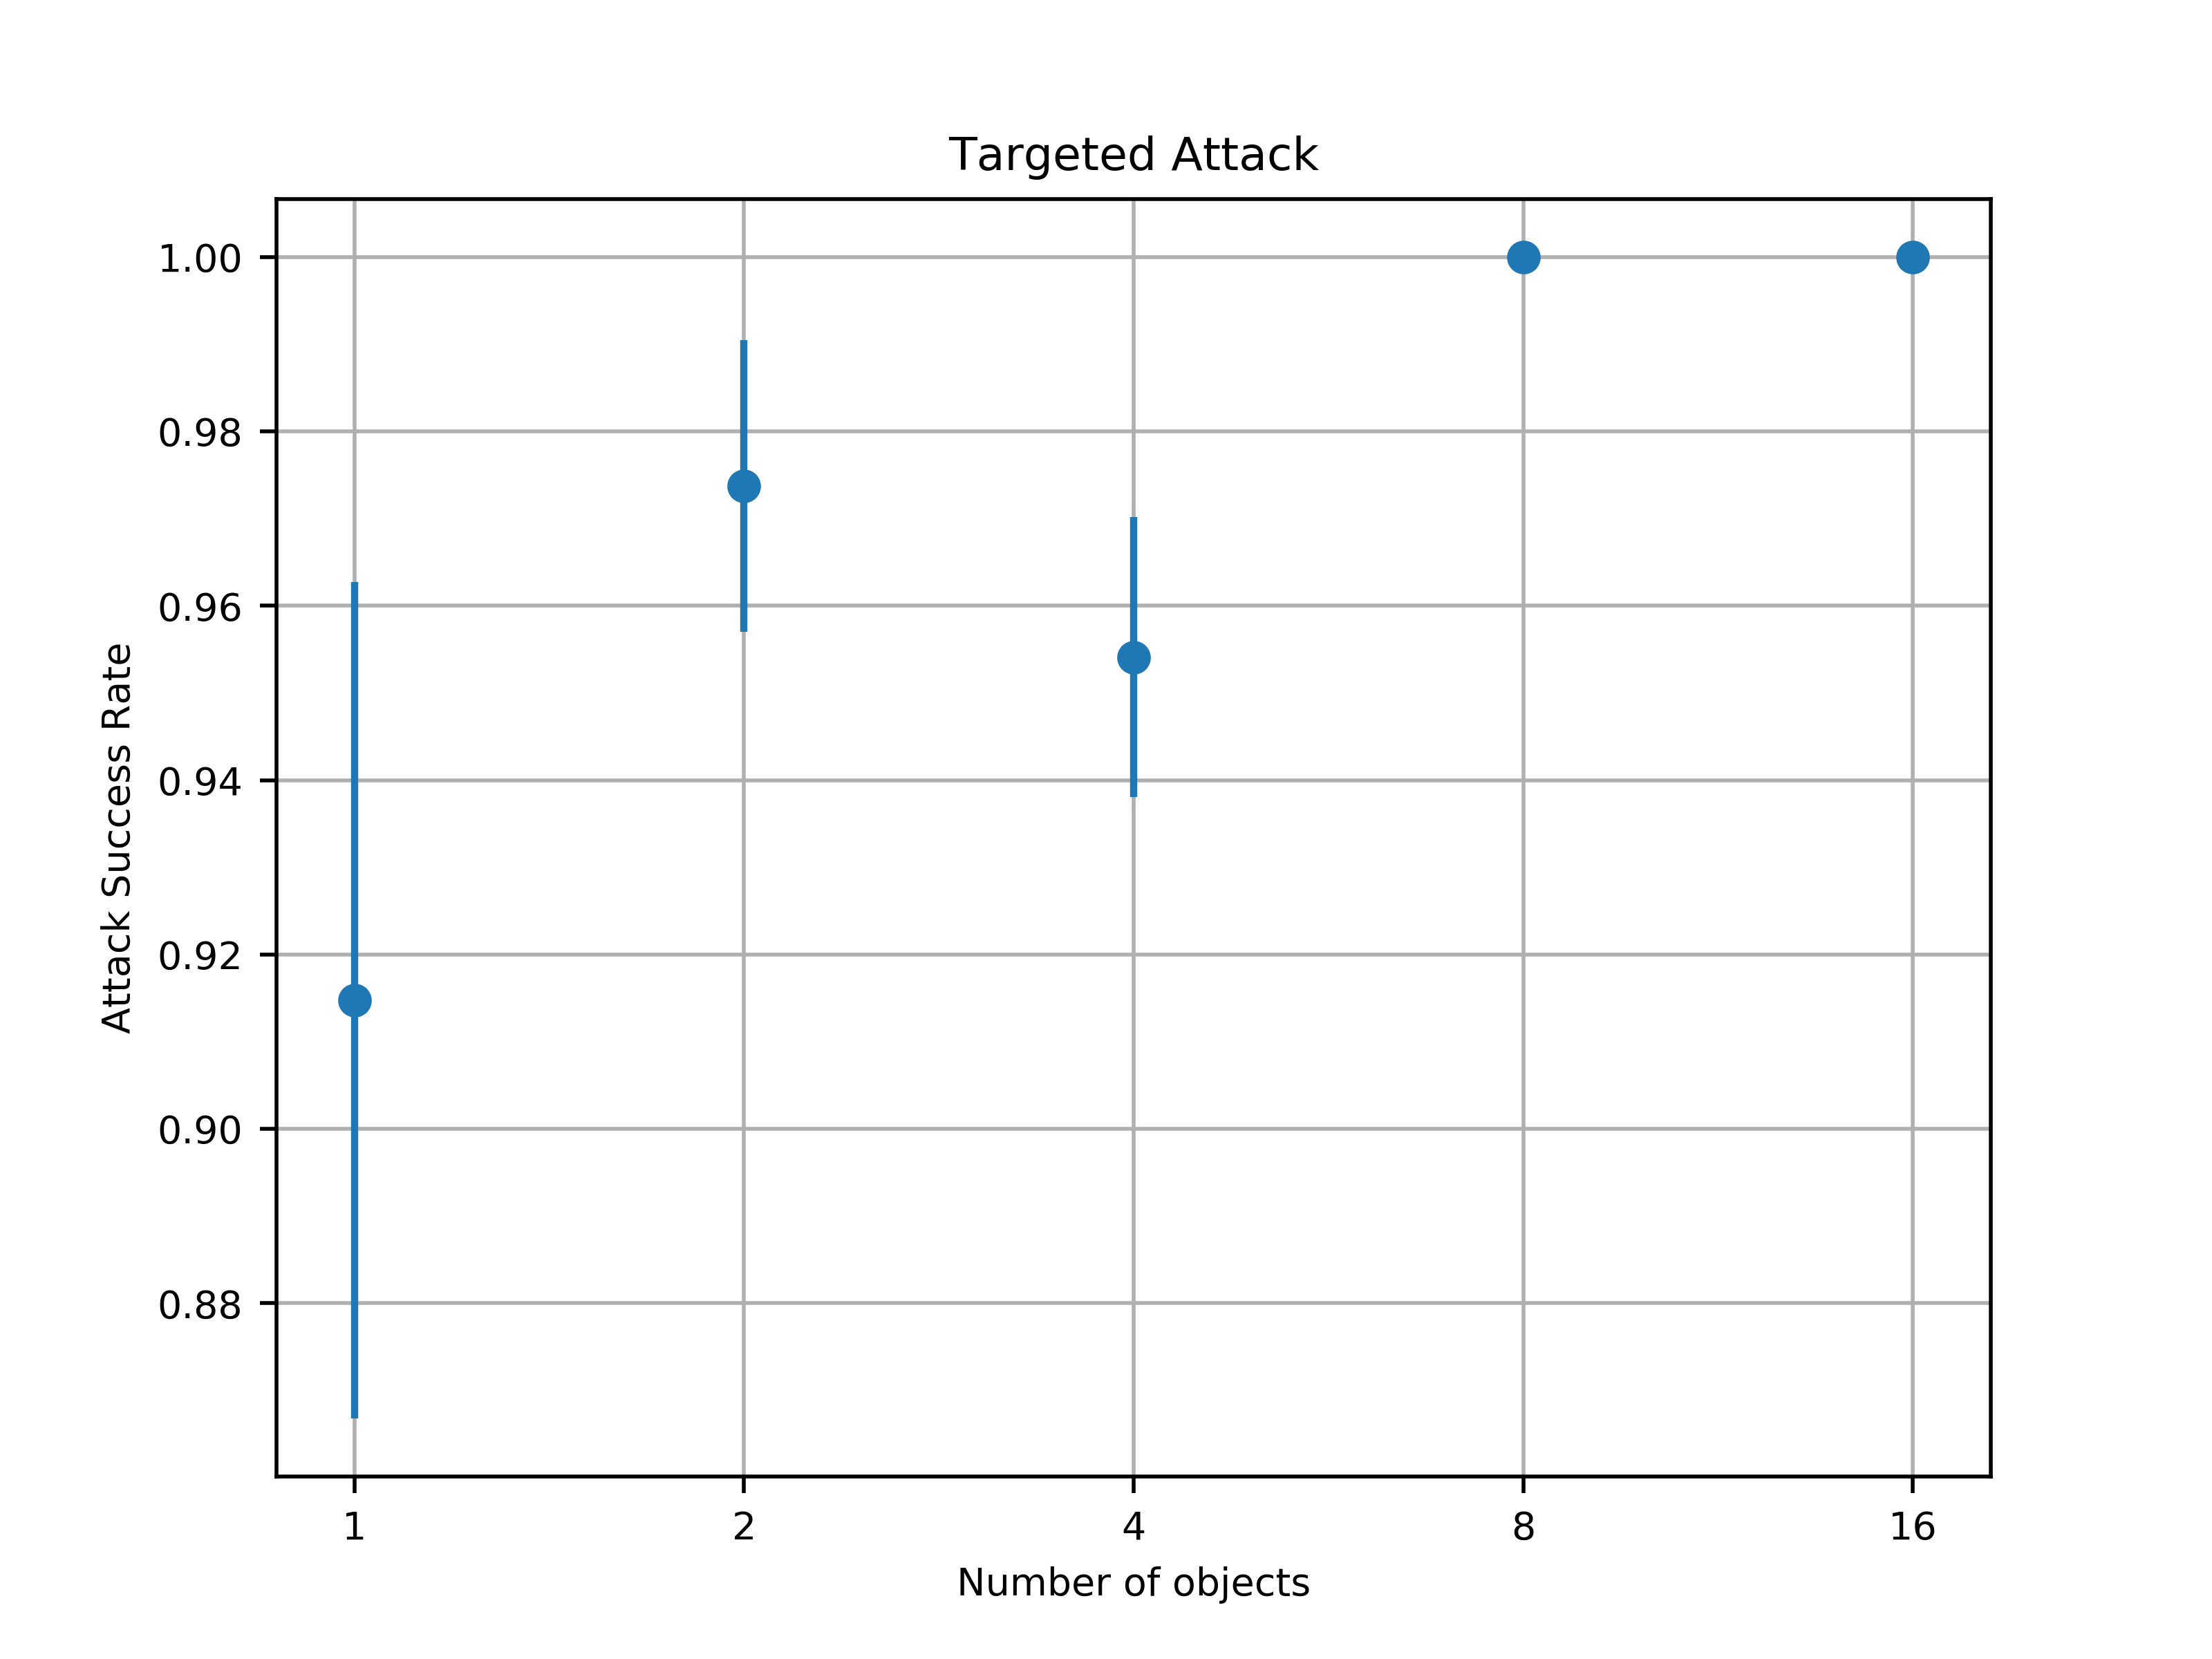 Targeted Attack
1.00
0.98
0.96
0.94
0.92
0.90
0.88
Attack Success Rate
1 2 4 8 16
Number of objects